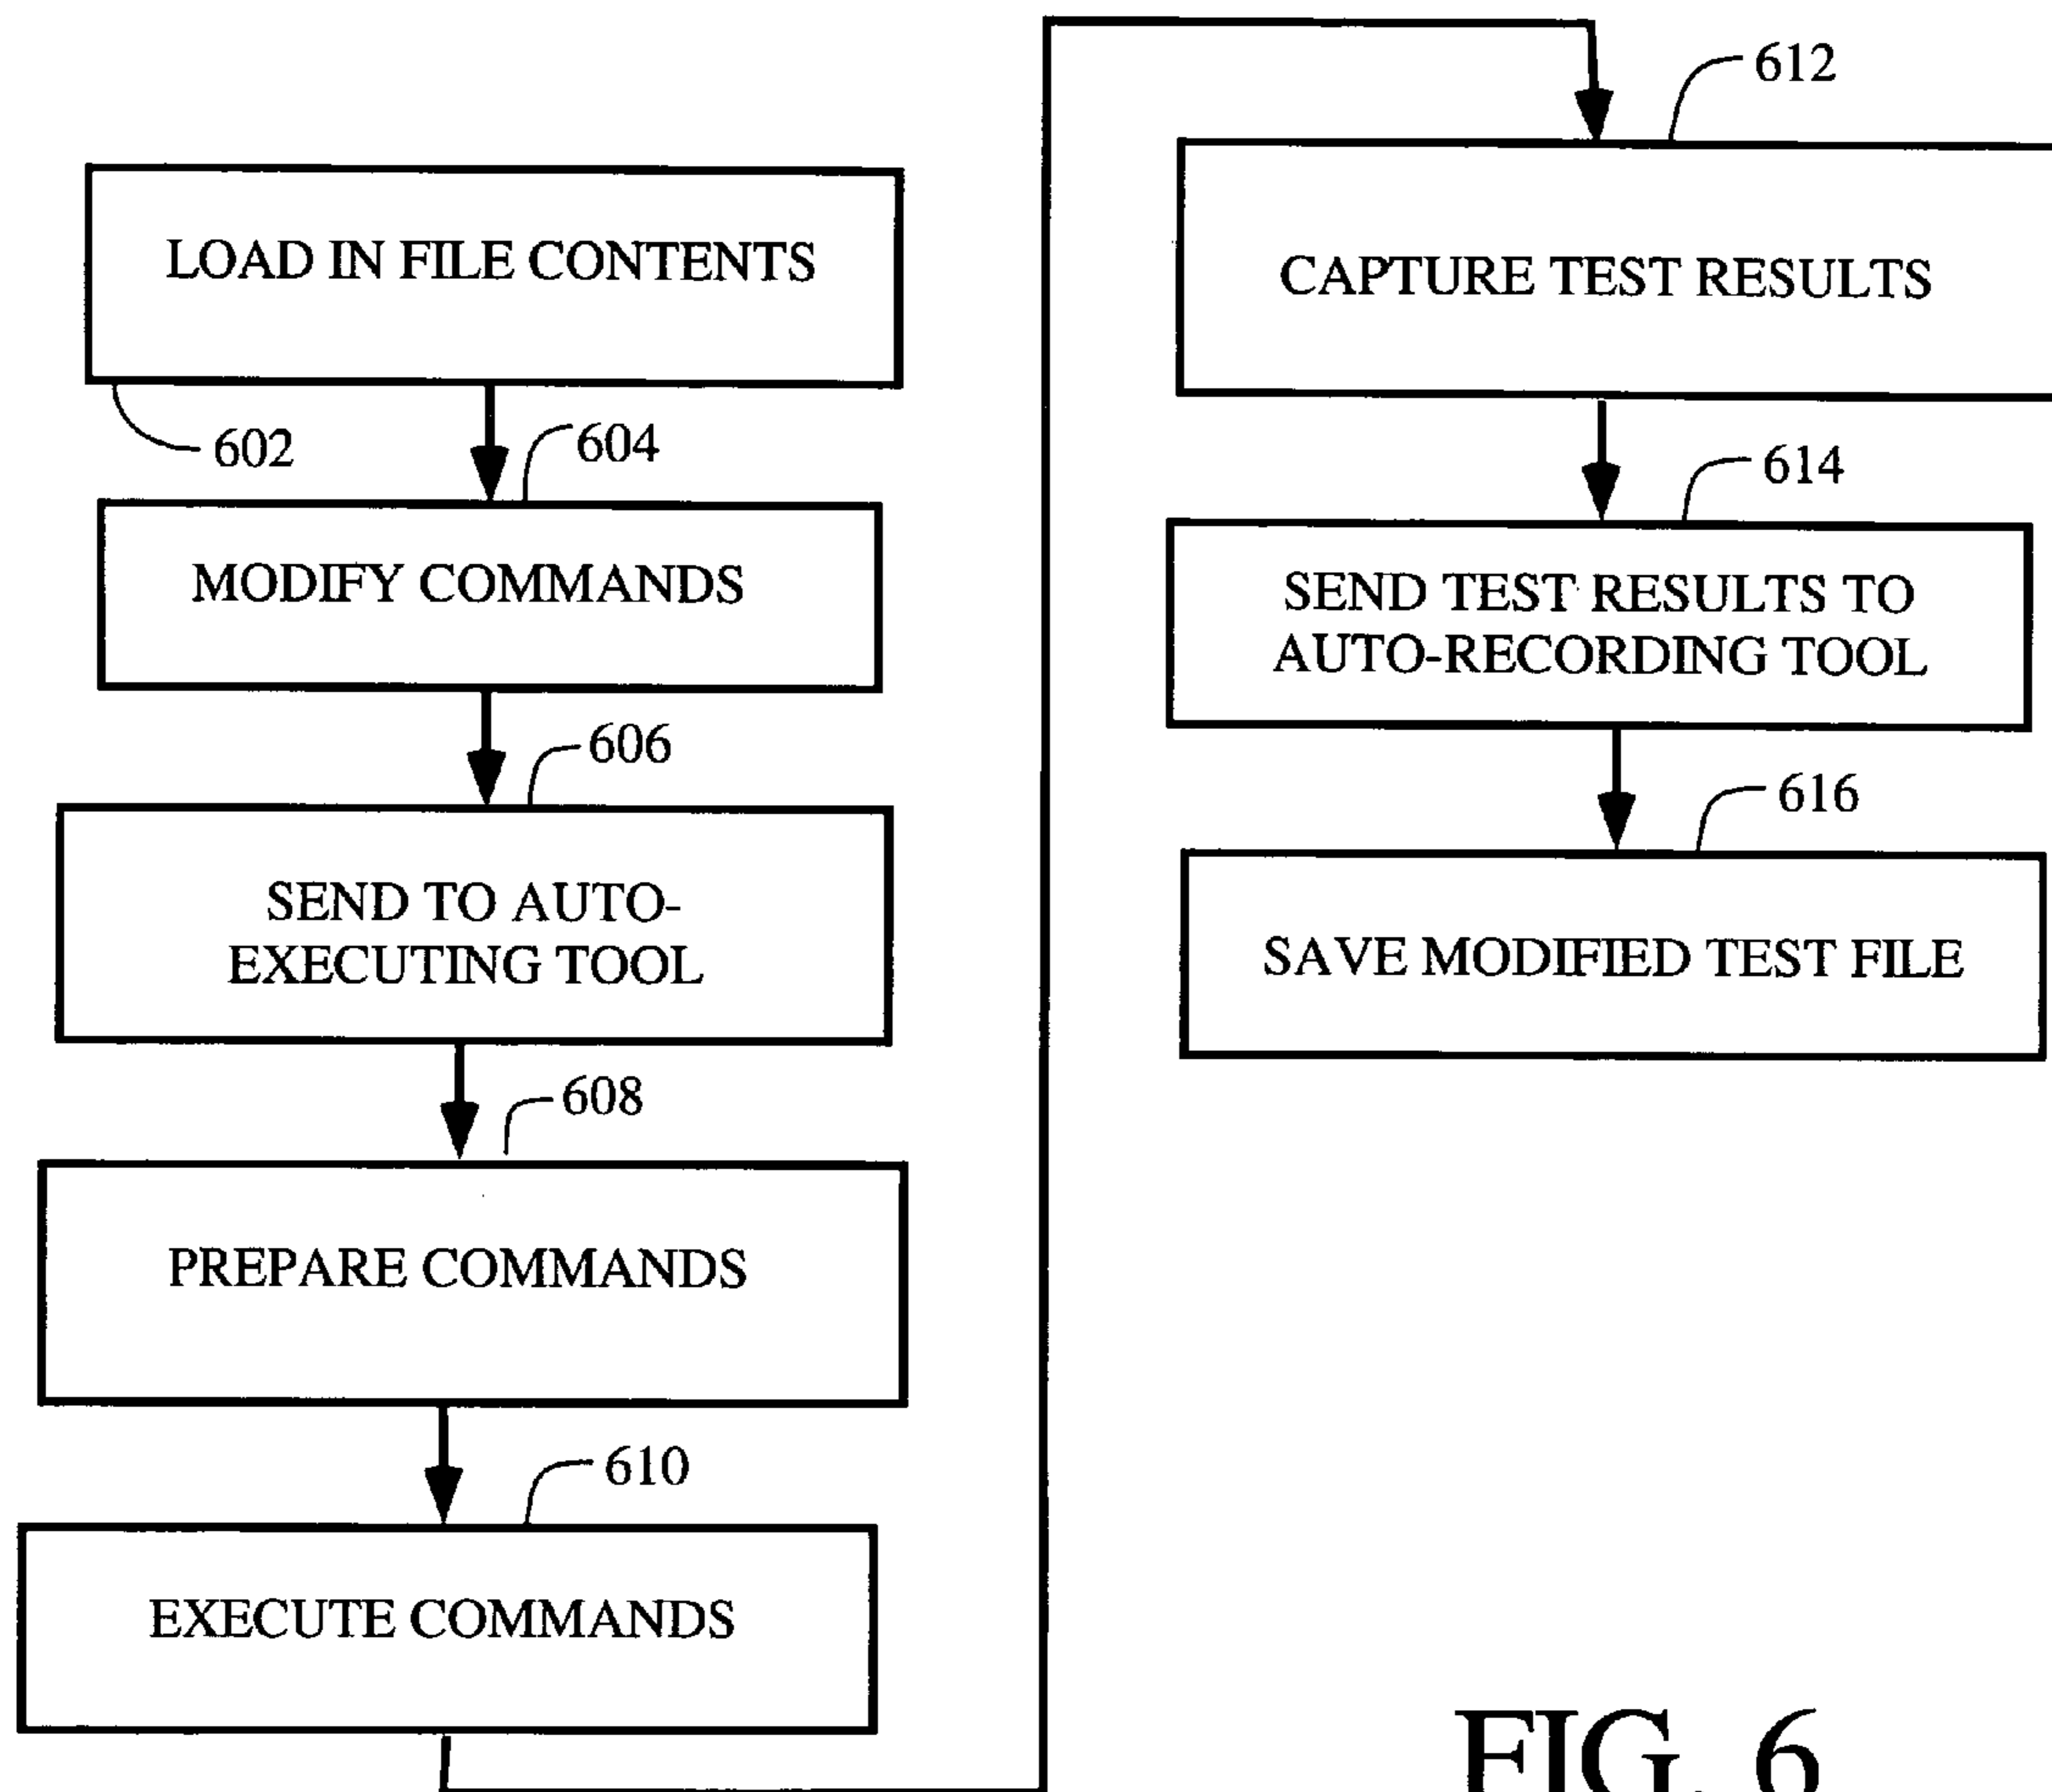 LOAD IN FILE CONTENTS
602
604
MODIFY COMMANDS
606
SEND TO AUTO-
EXECUTING TOOL
608
PREPARE COMMANDS
610
EXECUTE COMMANDS
612
CAPTURE TEST RESULTS
614
SEND TEST RESULTS TO
AUTO-RECORDING TOOL
616
SAVE MODIFIED TEST FILE
FIG. 6